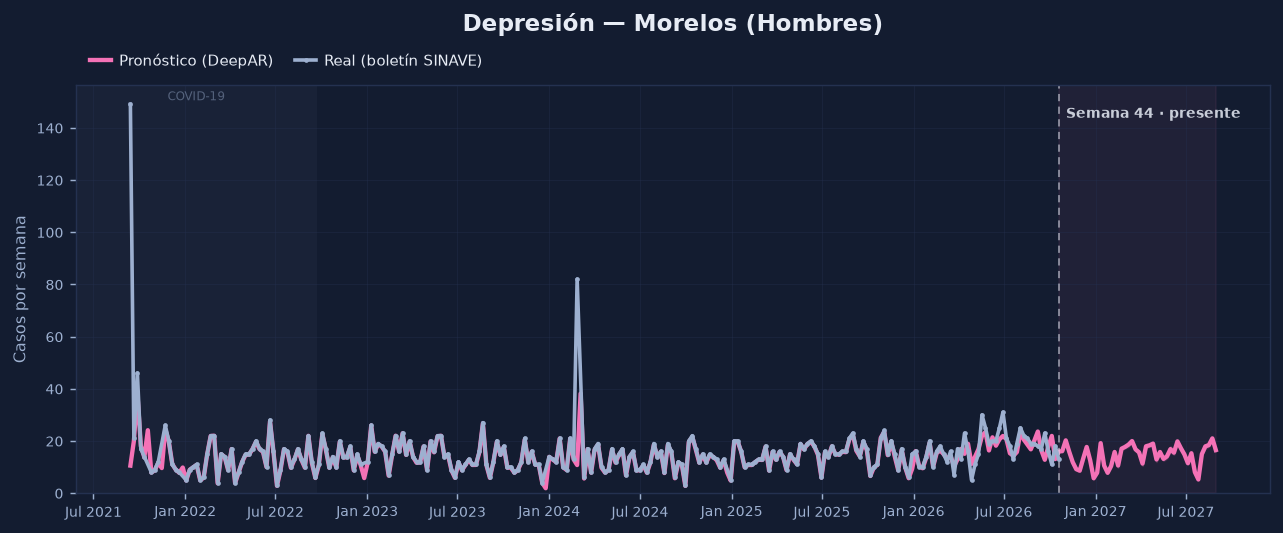 Depresión — Morelos (Hombres)
Pronóstico (DeepAR) Real (boletín SINAVE)
COVID-19
Semana 44 · presente
Casos por semana
140
120
100
80
60
40
20
0
Jul 2021 Jan 2022 Jul 2022 Jan 2023 Jul 2023 Jan 2024 Jul 2024 Jan 2025 Jul 2025 Jan 2026 Jul 2026 Jan 2027 Jul 2027